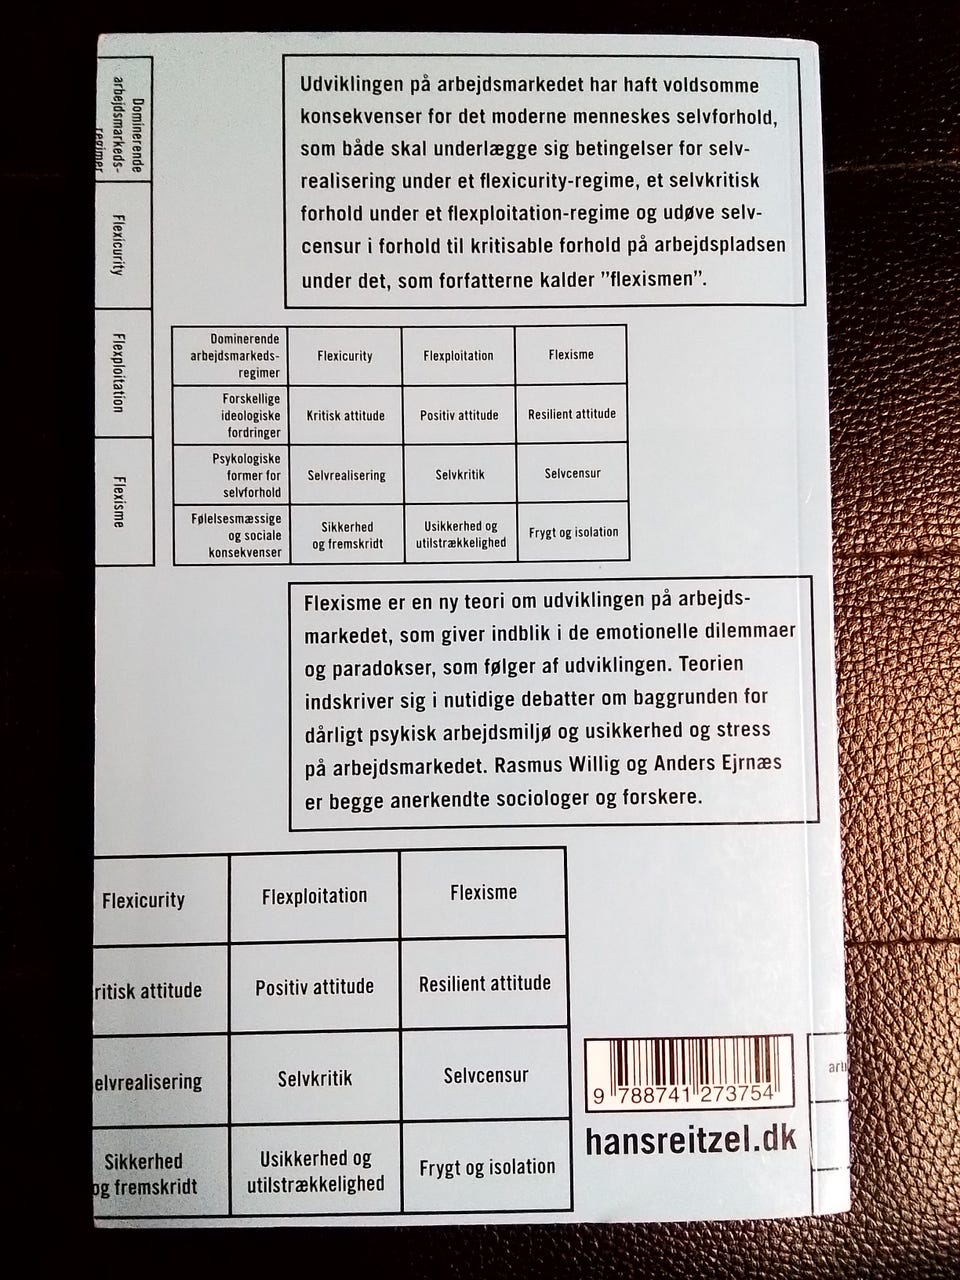 Dominerende
arbejdsmarkeds-
regimer
Flexicurity
Flexploitation
Flexisme
Udviklingen på arbejdsmarkedet har haft voldsomme
konsekvenser for det moderne menneskes selvforhold,
som både skal underlægge sig betingelser for selv-
realisering under et flexicurity-regime, et selvkritisk
forhold under et flexploitation-regime og udøve selv-
censur i forhold til kritisable forhold på arbejdspladsen
under det, som forfatterne kalder ”flexismen”.
Dominerende
arbejdsmarkeds-
regimer
Flexicurity
Flexploitation
Flexisme
Forskellige
ideologiske
fordringer
Kritisk attitude
Positiv attitude
Resilient attitude
Psykologiske
former for
selvforhold
Selvrealisering
Selvkritik
Selvcensur
Følelsesmæssige
og sociale
konsekvenser
Sikkerhed
og fremskridt
Usikkerhed og
utilstrækkelighed
Frygt og isolation
Flexisme er en ny teori om udviklingen på arbejds-
markedet, som giver indblik i de emotionelle dilemmaer
og paradokser, som følger af udviklingen. Teorien
indskriver sig i nutidige debatter om baggrunden for
dårligt psykisk arbejdsmiljø og usikkerhed og stress
på arbejdsmarkedet. Rasmus Willig og Anders Ejrnæs
er begge anerkendte sociologer og forskere.
Flexicurity
Flexploitation
Flexisme
ritisk attitude
Positiv attitude
Resilient attitude
elvrealisering
Selvkritik
Selvcensur
Sikkerhed
og fremskridt
Usikkerhed og
utilstrækkelighed
Frygt og isolation
9 788741 273754
hansreitzel.dk